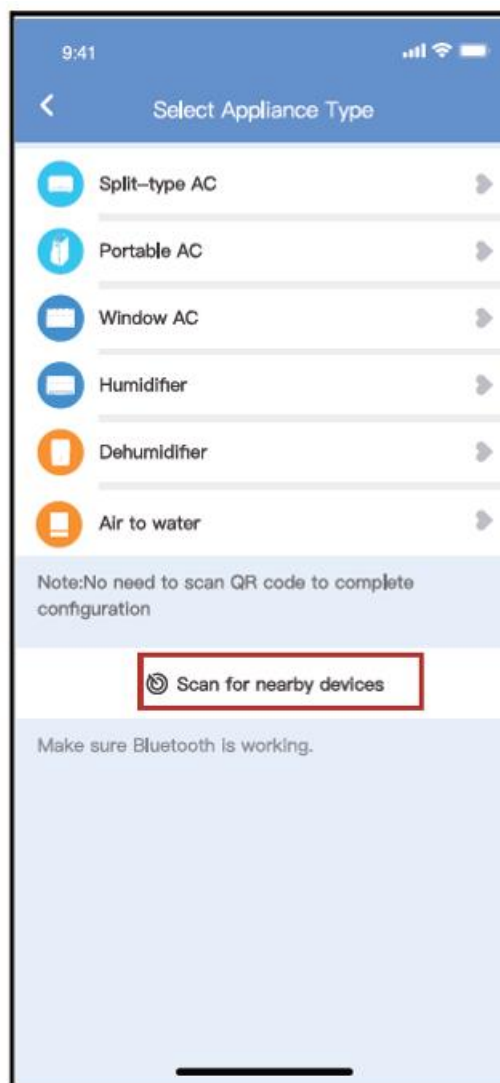 9:41
Select Appliance Type
Split-type AC
Portable AC
Window AC
Humidifier
Dehumidifier
Air to water
Note:No need to scan QR code to complete
configuration
Scan for nearby devices
Make sure Bluetooth is working.